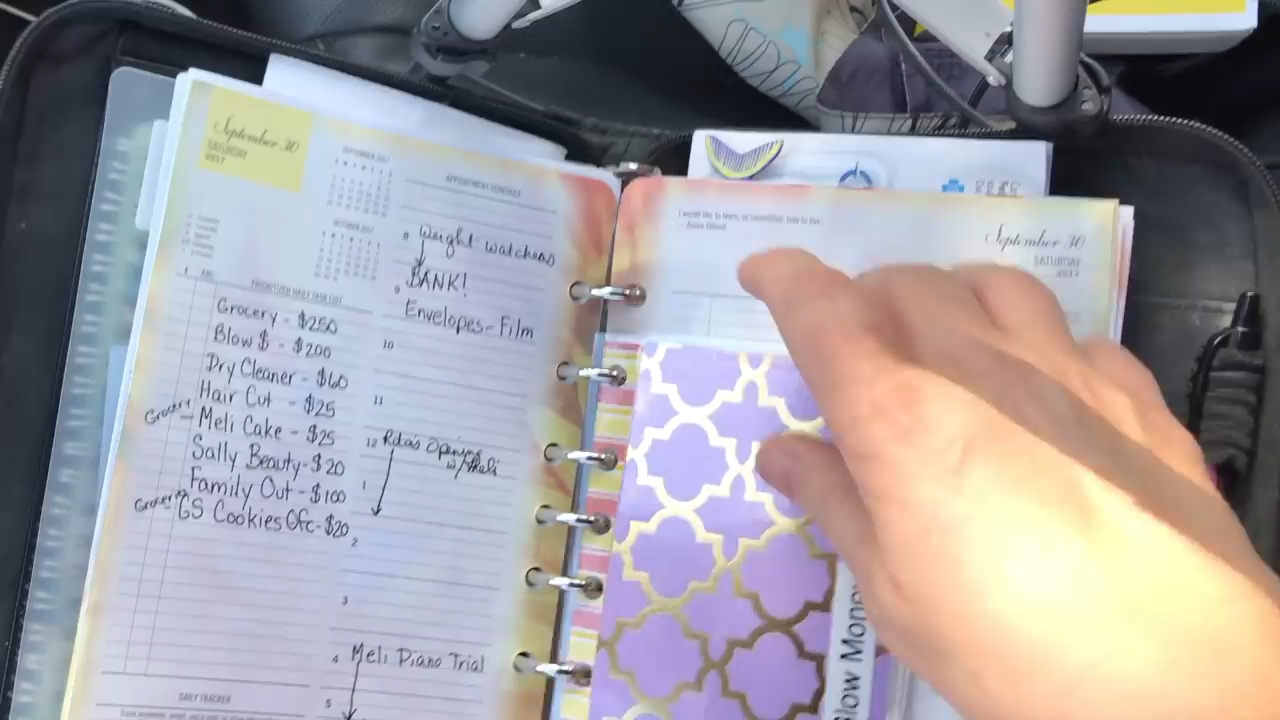 September 30
SATURDAY
2017
SEPTEMBER 2017
OCTOBER 2017
PRIORITIZED DAILY TASK LIST
ABC
Grocery - $250
Blow $ - $200
Dry Cleaner - $60
Hair Cut - $25
Grocery - Meli Cake - $25
Sally Beauty - $20
Family Out - $100
Grocery GS Cookies Ofc - $20
DAILY TRACKER
APPOINTMENT SCHEDULE
8 Weight Watchers
9 BANK!
Envelopes - Film
10
11
12 Rita's Opening
w/ Meli
1
2
3
4 Meli Piano Trial
5
September 30
SATURDAY
2017
Blow Mone